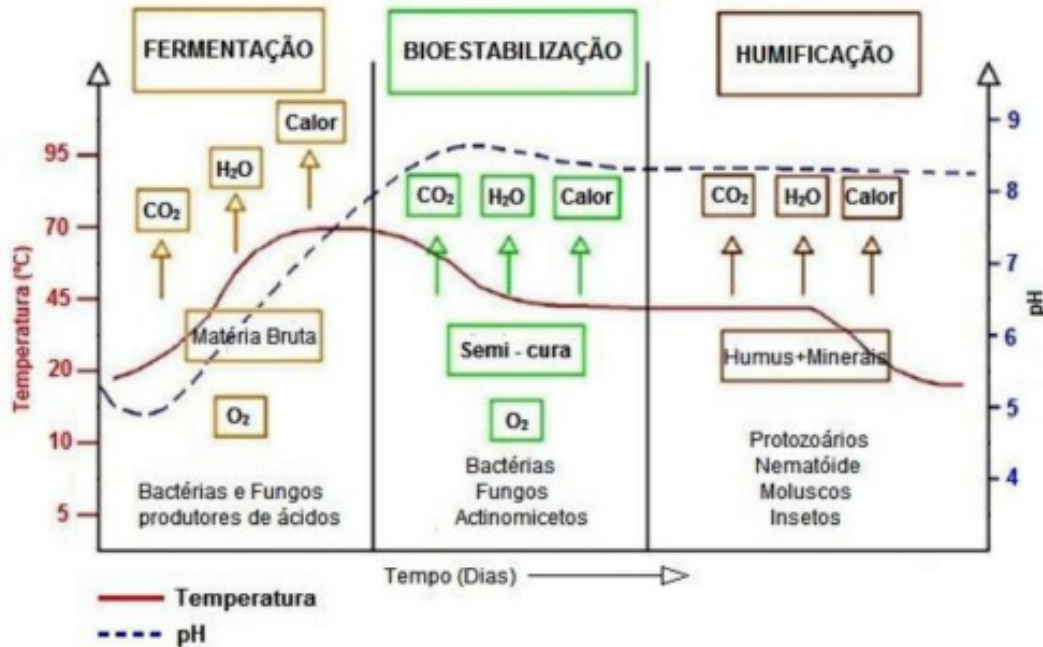 FERMENTAÇÃO
BIOESTABILIZAÇÃO
HUMIFICAÇÃO
Calor
H₂O
CO₂
CO₂
H₂O
Calor
CO₂
H₂O
Calor
Matéria Bruta
O₂
Semi - cura
O₂
Humus+Minerais
Bactérias e Fungos
produtores de ácidos
Bactérias
Fungos
Actinomicetos
Protozoários
Nematóide
Moluscos
Insetos
Temperatura (°C)
95
70
45
20
10
5
pH
9
8
7
6
5
4
Tempo (Dias)
Temperatura
pH